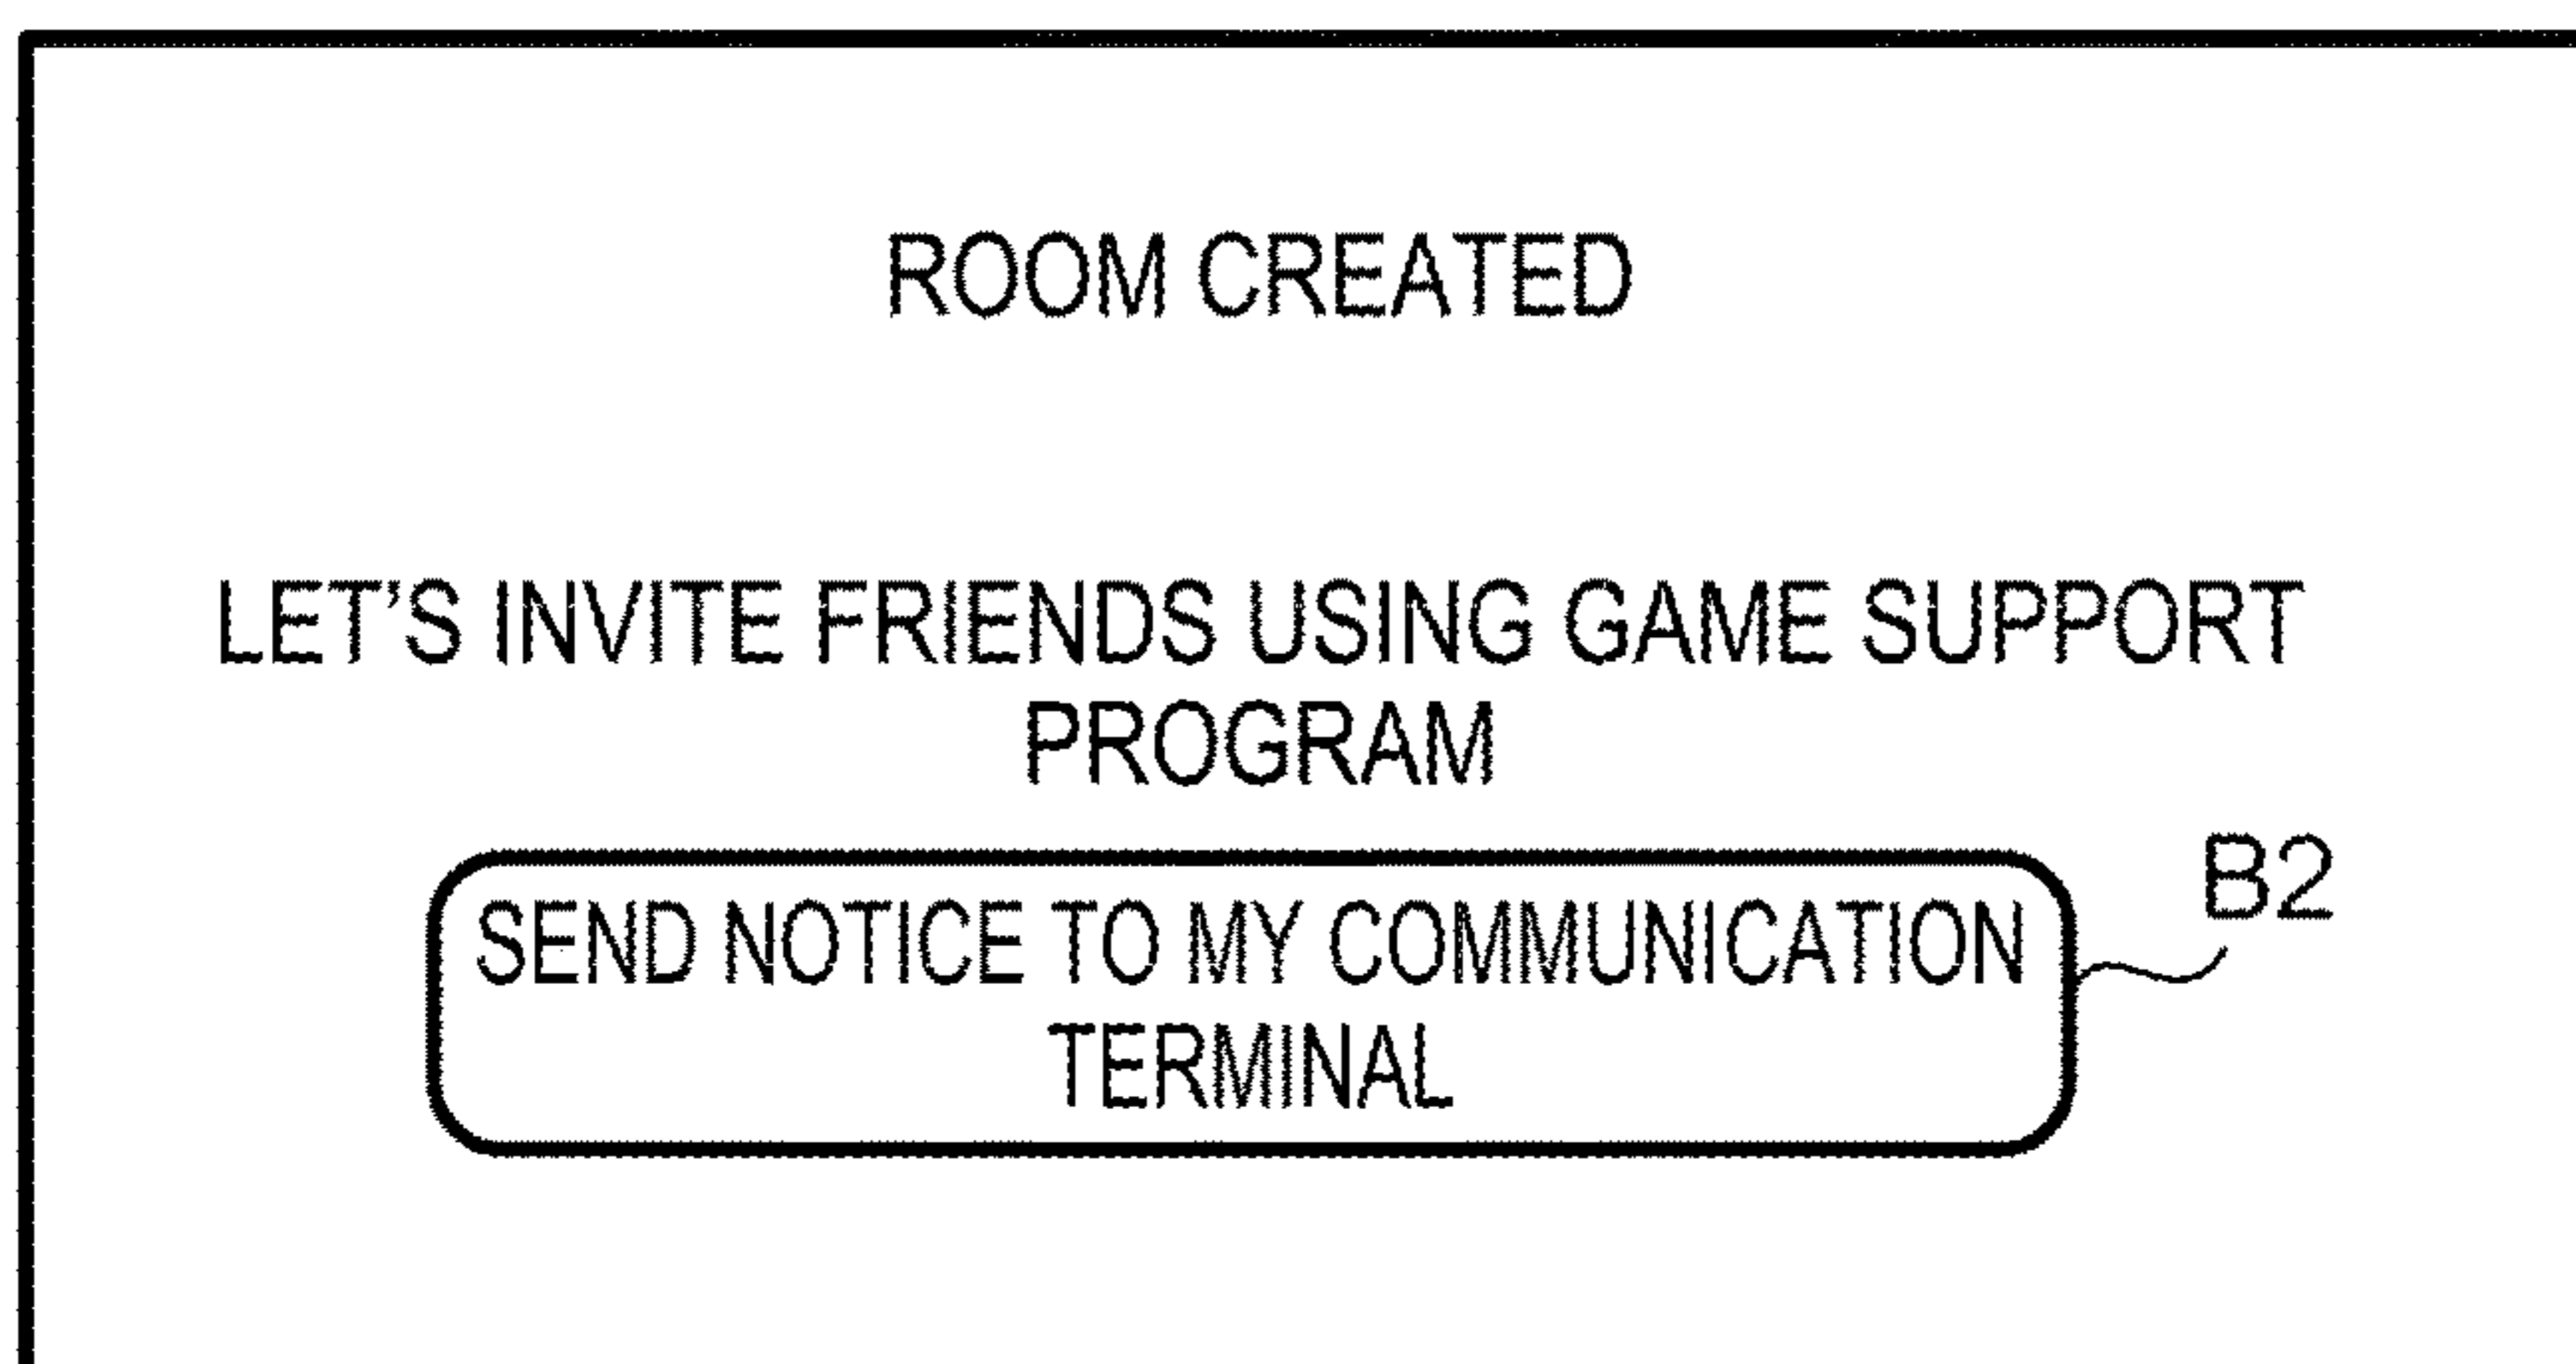 ROOM CREATED
LET'S INVITE FRIENDS USING GAME SUPPORT
PROGRAM
B2
SEND NOTICE TO MY COMMUNICATION
TERMINAL